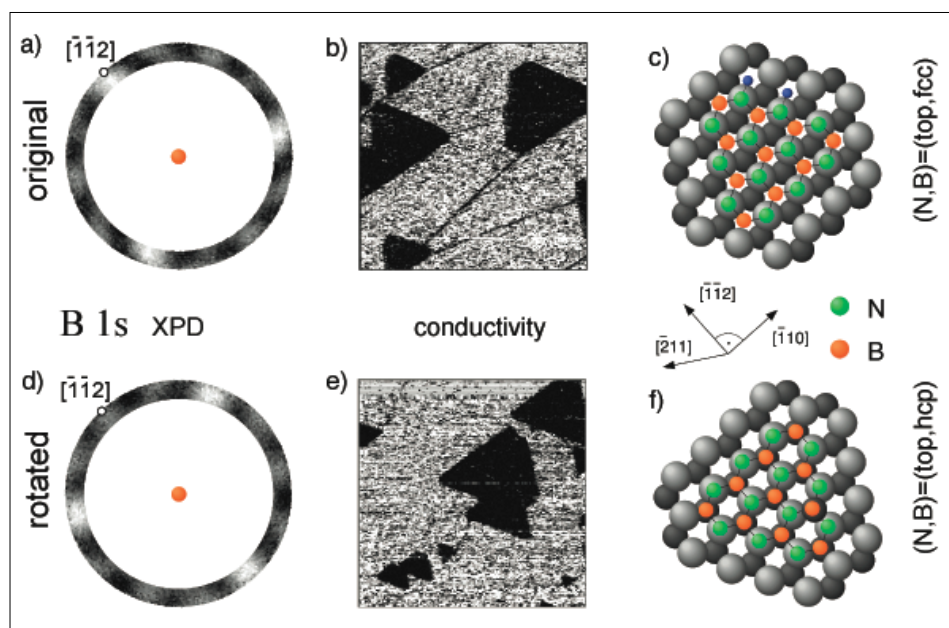 a)
[1̄1̄2]
original
b)
c)
(N,B)=(top,fcc)
B 1s XPD
conductivity
[1̄1̄2]
[2̄11]
[1̄10]
N
B
d)
[1̄1̄2]
rotated
e)
f)
(N,B)=(top,hcp)